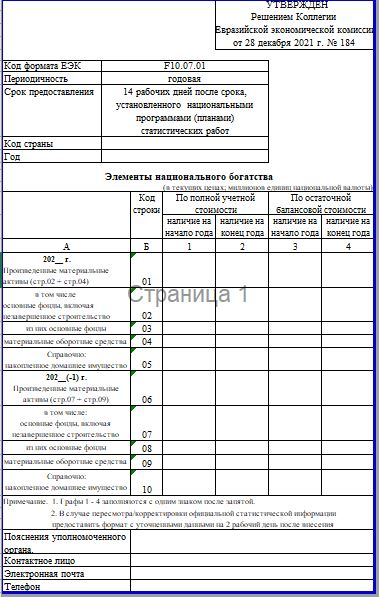 УТВЕРЖДЕН
Решением Коллегии
Евразийской экономической комиссии
от 28 декабря 2021 г. № 184
Код формата ЕЭК F10.07.01
Периодичность годовая
Срок предоставления 14 рабочих дней после срока,
установленного национальными
программами (планами)
статистических работ
Код страны
Год
Элементы национального богатства
(в текущих ценах; миллионов единиц национальной валюты)
Код строки
По полной учетной стоимости
По остаточной балансовой стоимости
наличие на начало года
наличие на конец года
наличие на начало года
наличие на конец года
А Б 1 2 3 4
202__ г.
Произведенные материальные
активы (стр.02 + стр.04) 01
в том числе
основные фонды, включая
незавершенное строительство 02
из них основные фонды 03
материальные оборотные средства 04
Справочно:
накопленное домашнее имущество 05
202__(-1) г.
Произведенные материальные
активы (стр.07 + стр.09) 06
в том числе:
основные фонды, включая
незавершенное строительство 07
из них основные фонды 08
материальные оборотные средства 09
Справочно:
накопленное домашнее имущество 10
Страница 1
Примечание. 1. Графы 1 - 4 заполняются с одним знаком после запятой.
2. В случае пересмотра/корректировки официальной статистической информации
предоставить формат с уточненными данными на 2 рабочий день после внесения
Пояснения уполномоченного
органа.
Контактное лицо
Электронная почта
Телефон